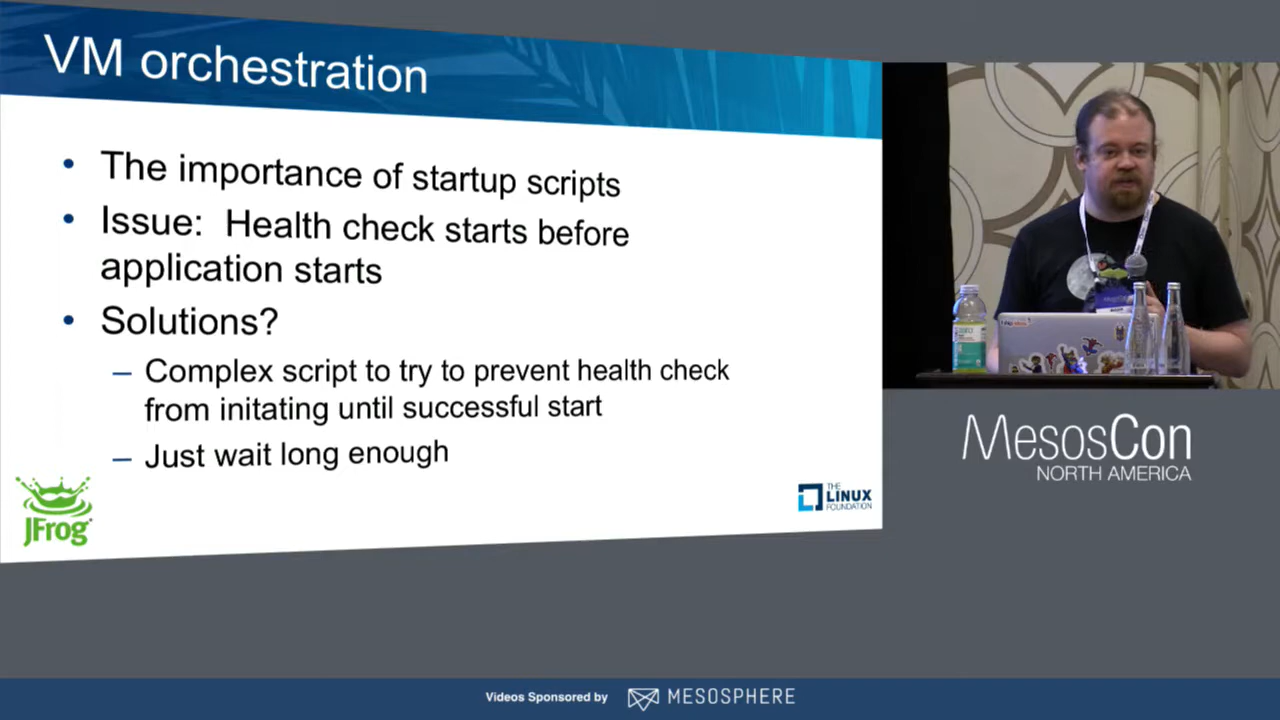 VM orchestration
• The importance of startup scripts
• Issue: Health check starts before
application starts
• Solutions?
– Complex script to try to prevent health check
from initating until successful start
– Just wait long enough
JFrog
THE
LINUX
FOUNDATION
MesosCon
NORTH AMERICA
Videos Sponsored by
MESOSPHERE